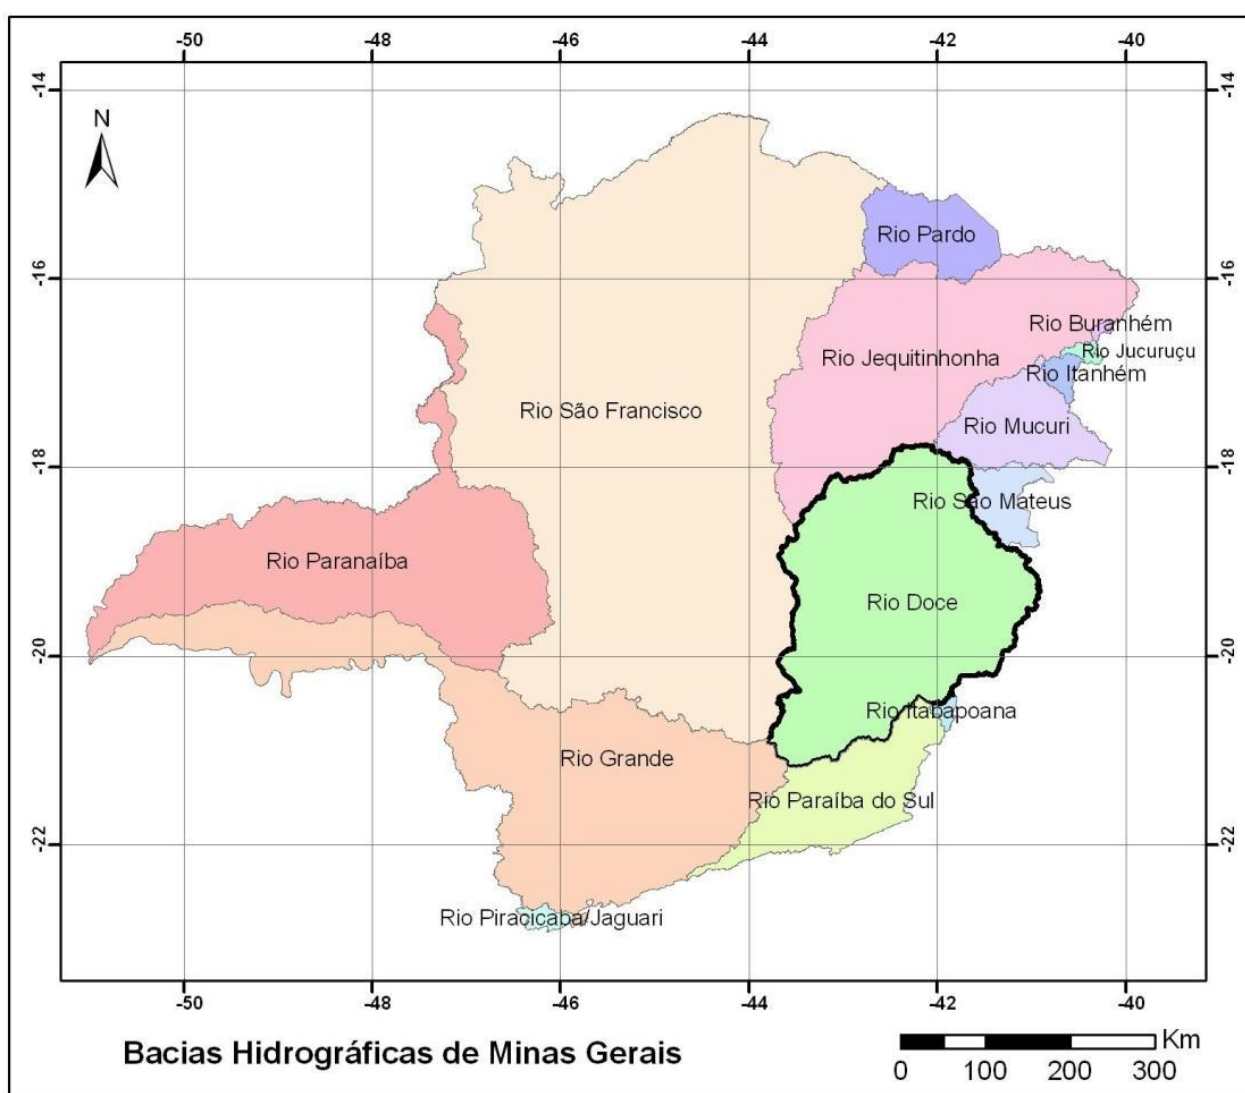 -50 -48 -46 -44 -42 -40
-14 -14
N
Rio Pardo
-16 -16
Rio Buranhém
Rio Jucuruçu
Rio Jequitinhonha
Rio Itanhém
Rio São Francisco
Rio Mucuri
-18 -18
Rio São Mateus
Rio Paranaíba
Rio Doce
-20 -20
Rio Itabapoana
Rio Grande
Rio Paraíba do Sul
-22 -22
Rio Piracicaba/Jaguari
-50 -48 -46 -44 -42 -40
Bacias Hidrográficas de Minas Gerais
Km
0 100 200 300